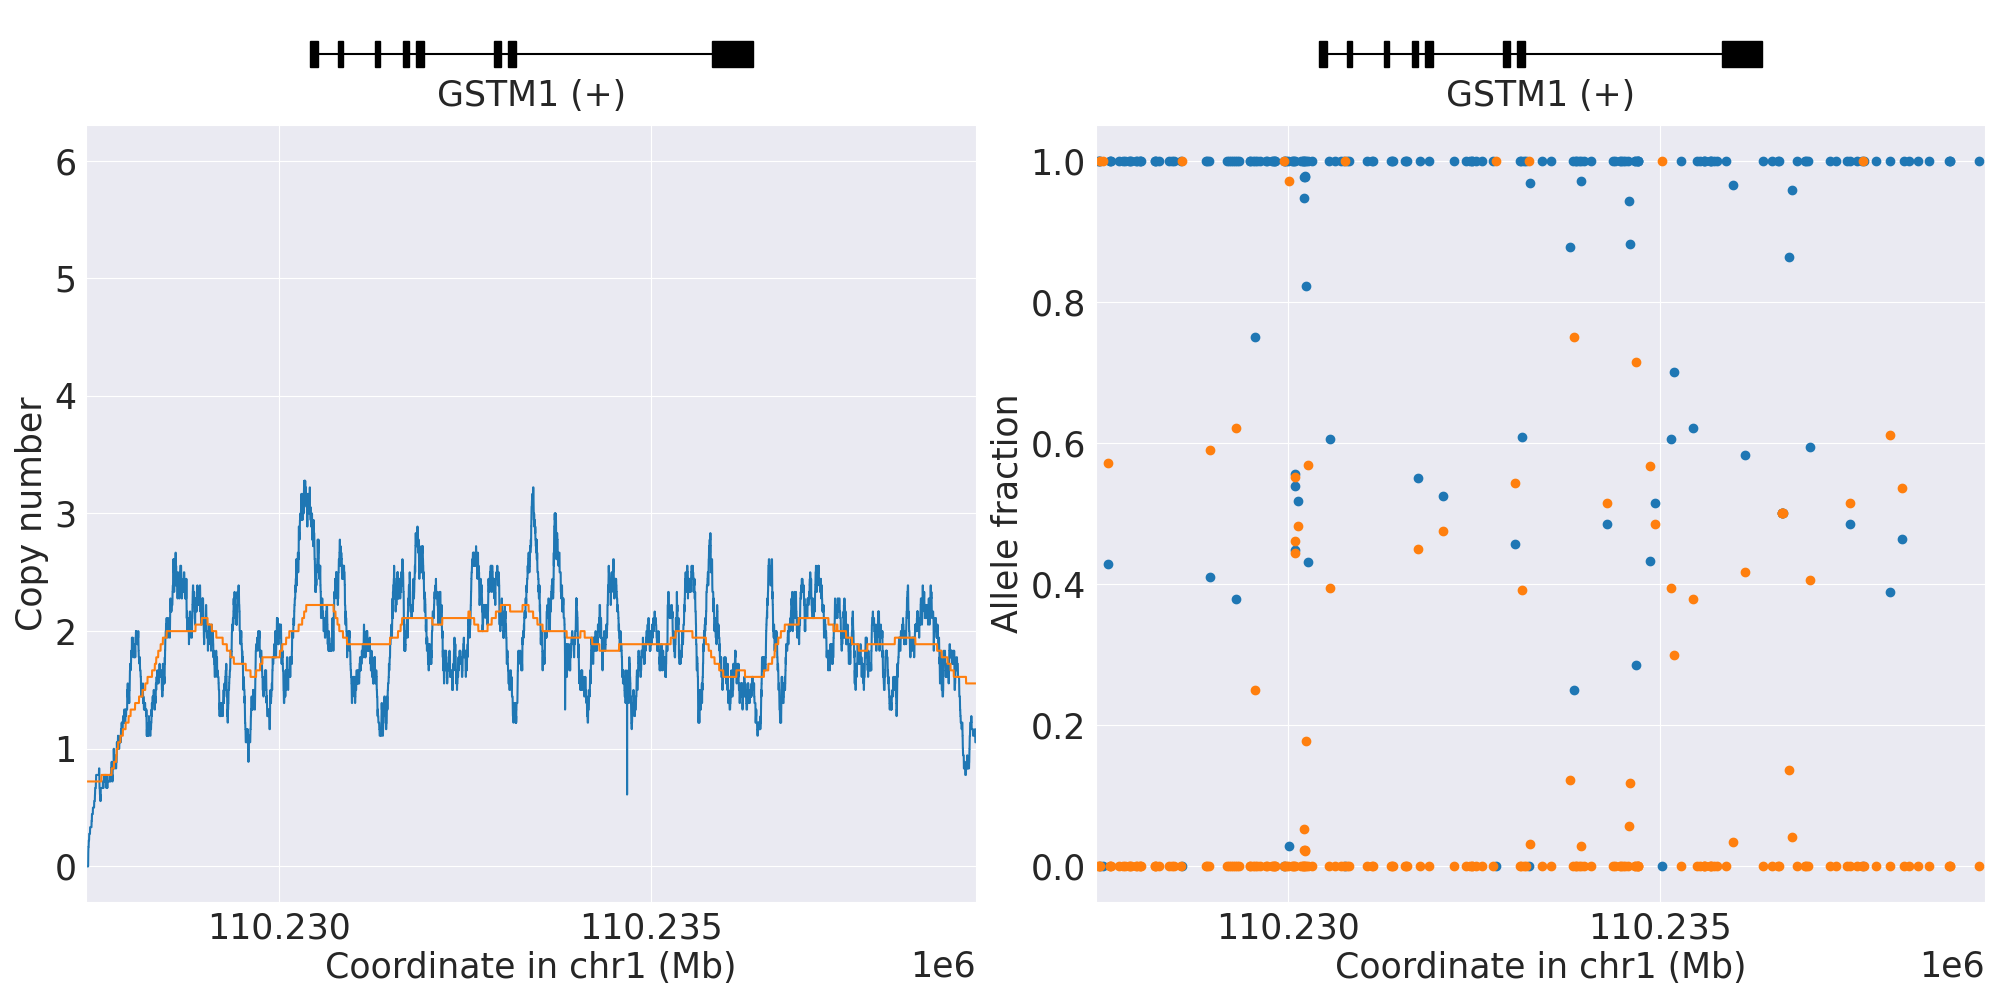 GSTM1 (+)
6
5
4
3
2
1
0
Copy number
110.230
110.235
Coordinate in chr1 (Mb)
1e6
GSTM1 (+)
1.0
0.8
0.6
0.4
0.2
0.0
Allele fraction
110.230
110.235
Coordinate in chr1 (Mb)
1e6